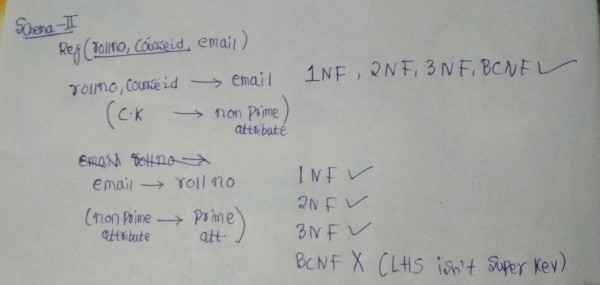 Schema-II
Reg (rollno, Courseid, email)
rollno, Courseid → email 1NF, 2NF, 3NF, BCNF ✓
(C.K → non Prime attribute)
email rollno →
email → roll no 1NF ✓
2NF ✓
(non Prime attribute → Prime att.) 3NF ✓
BCNF X (LHS isn't Super Key)